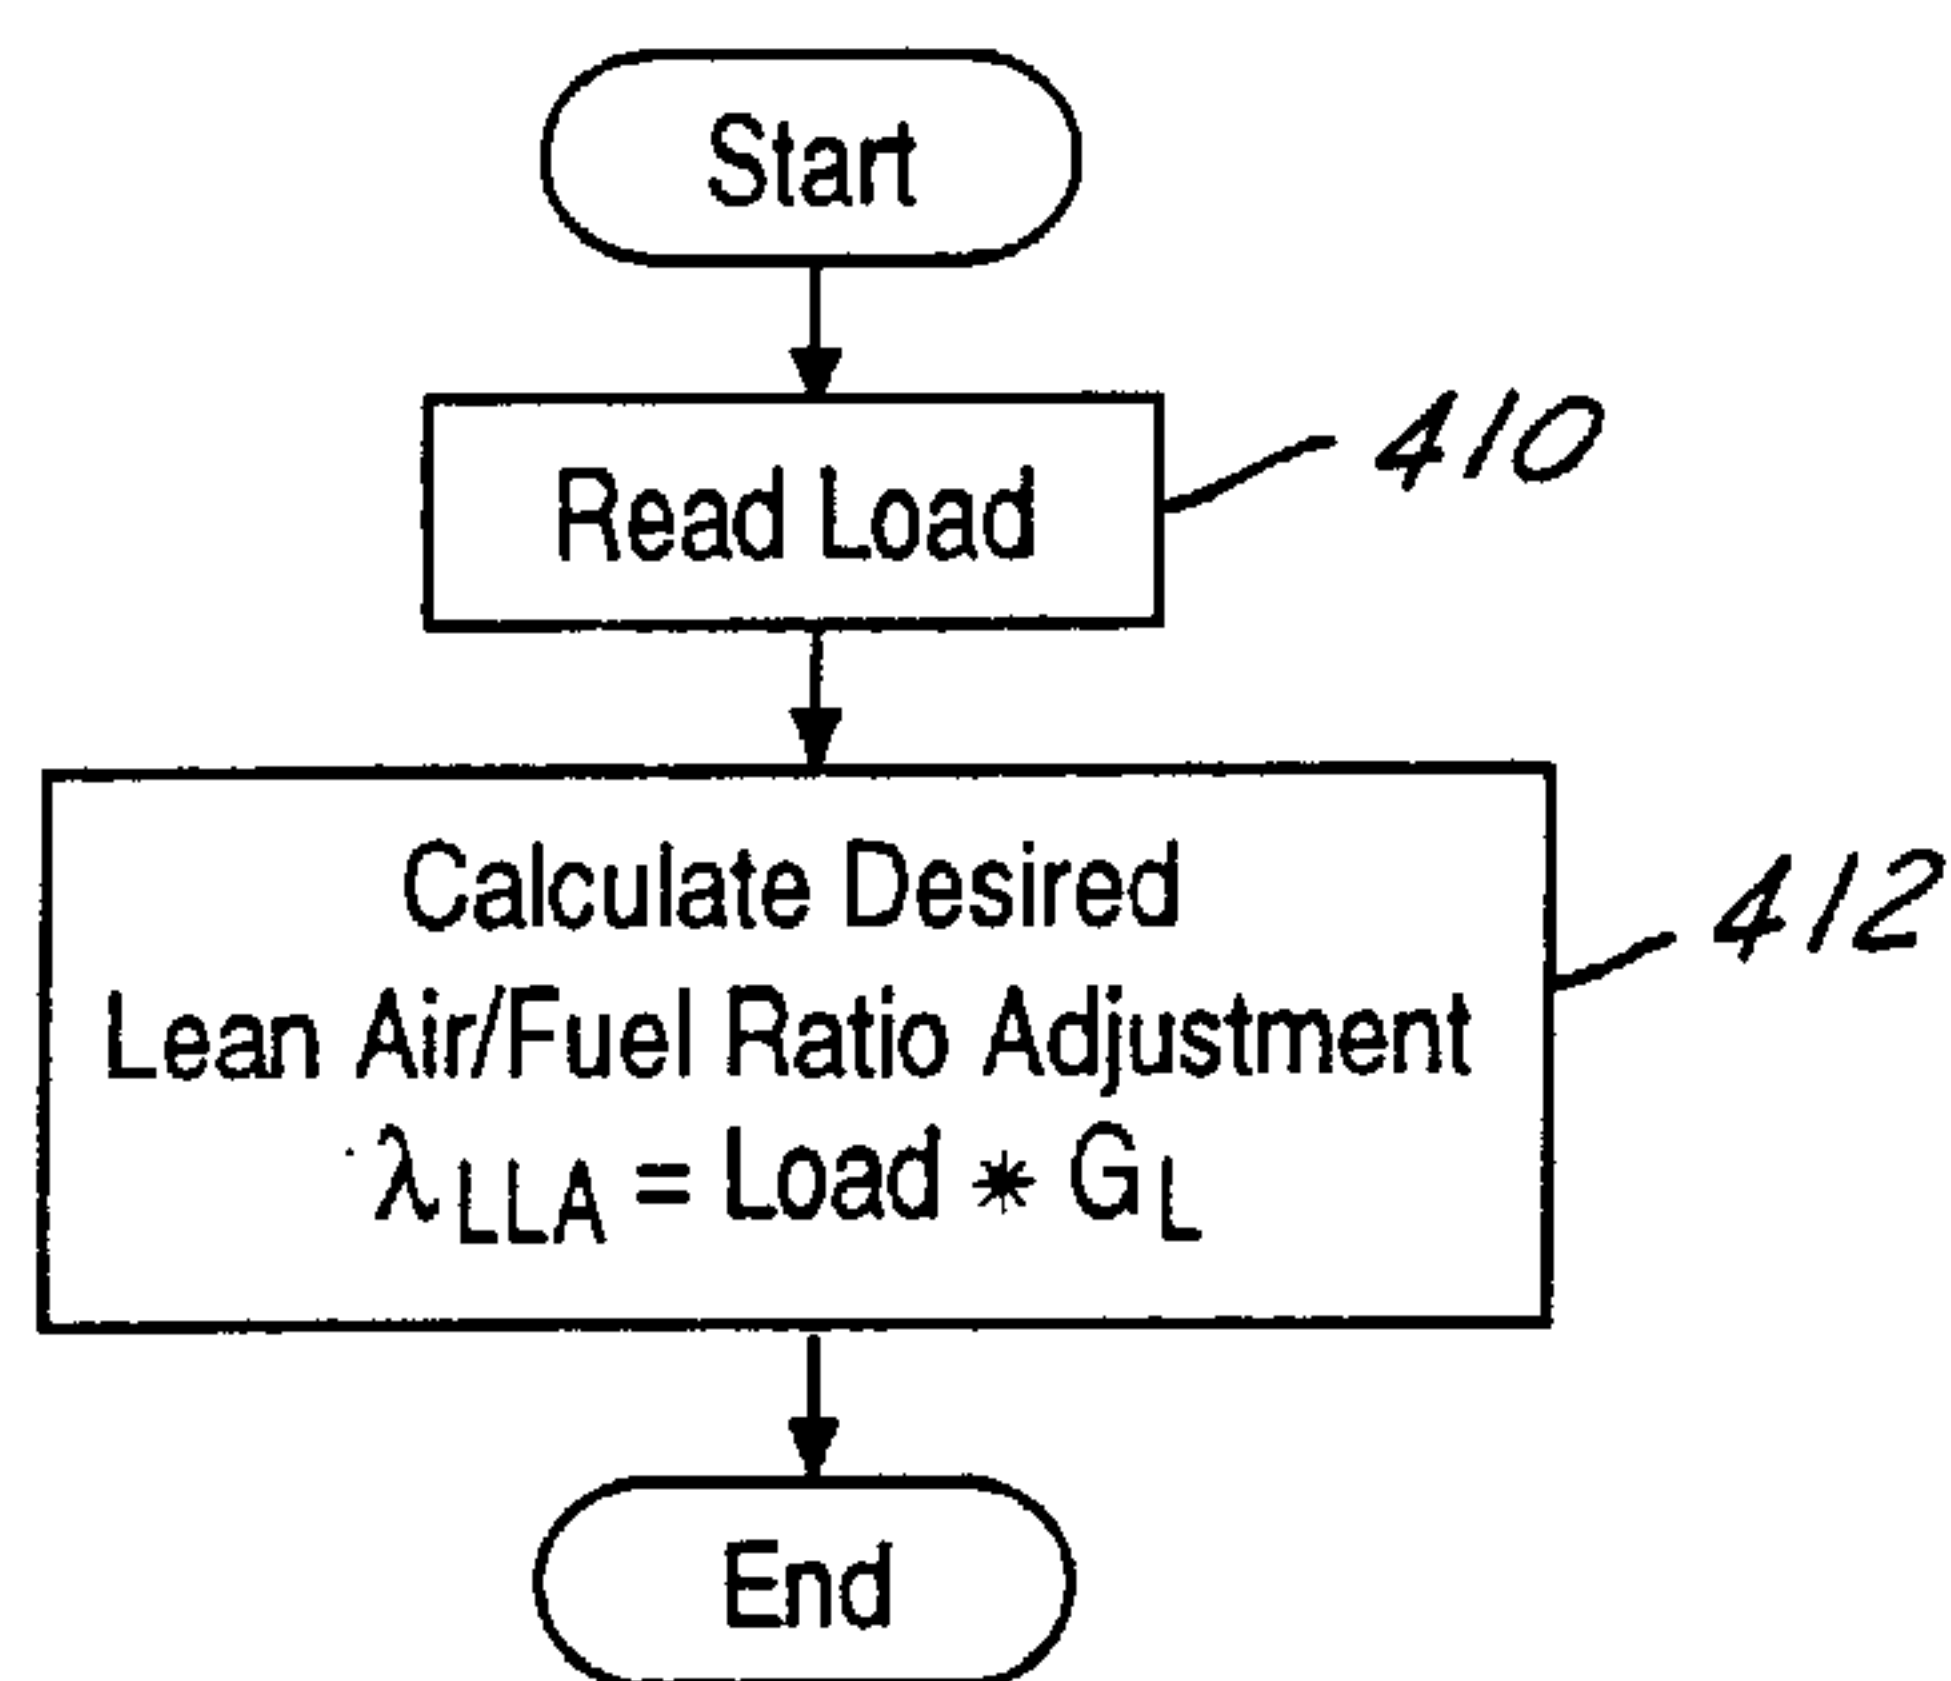 Start
Read Load
410
Calculate Desired
Lean Air/Fuel Ratio Adjustment
λLLA = Load * GL
412
End